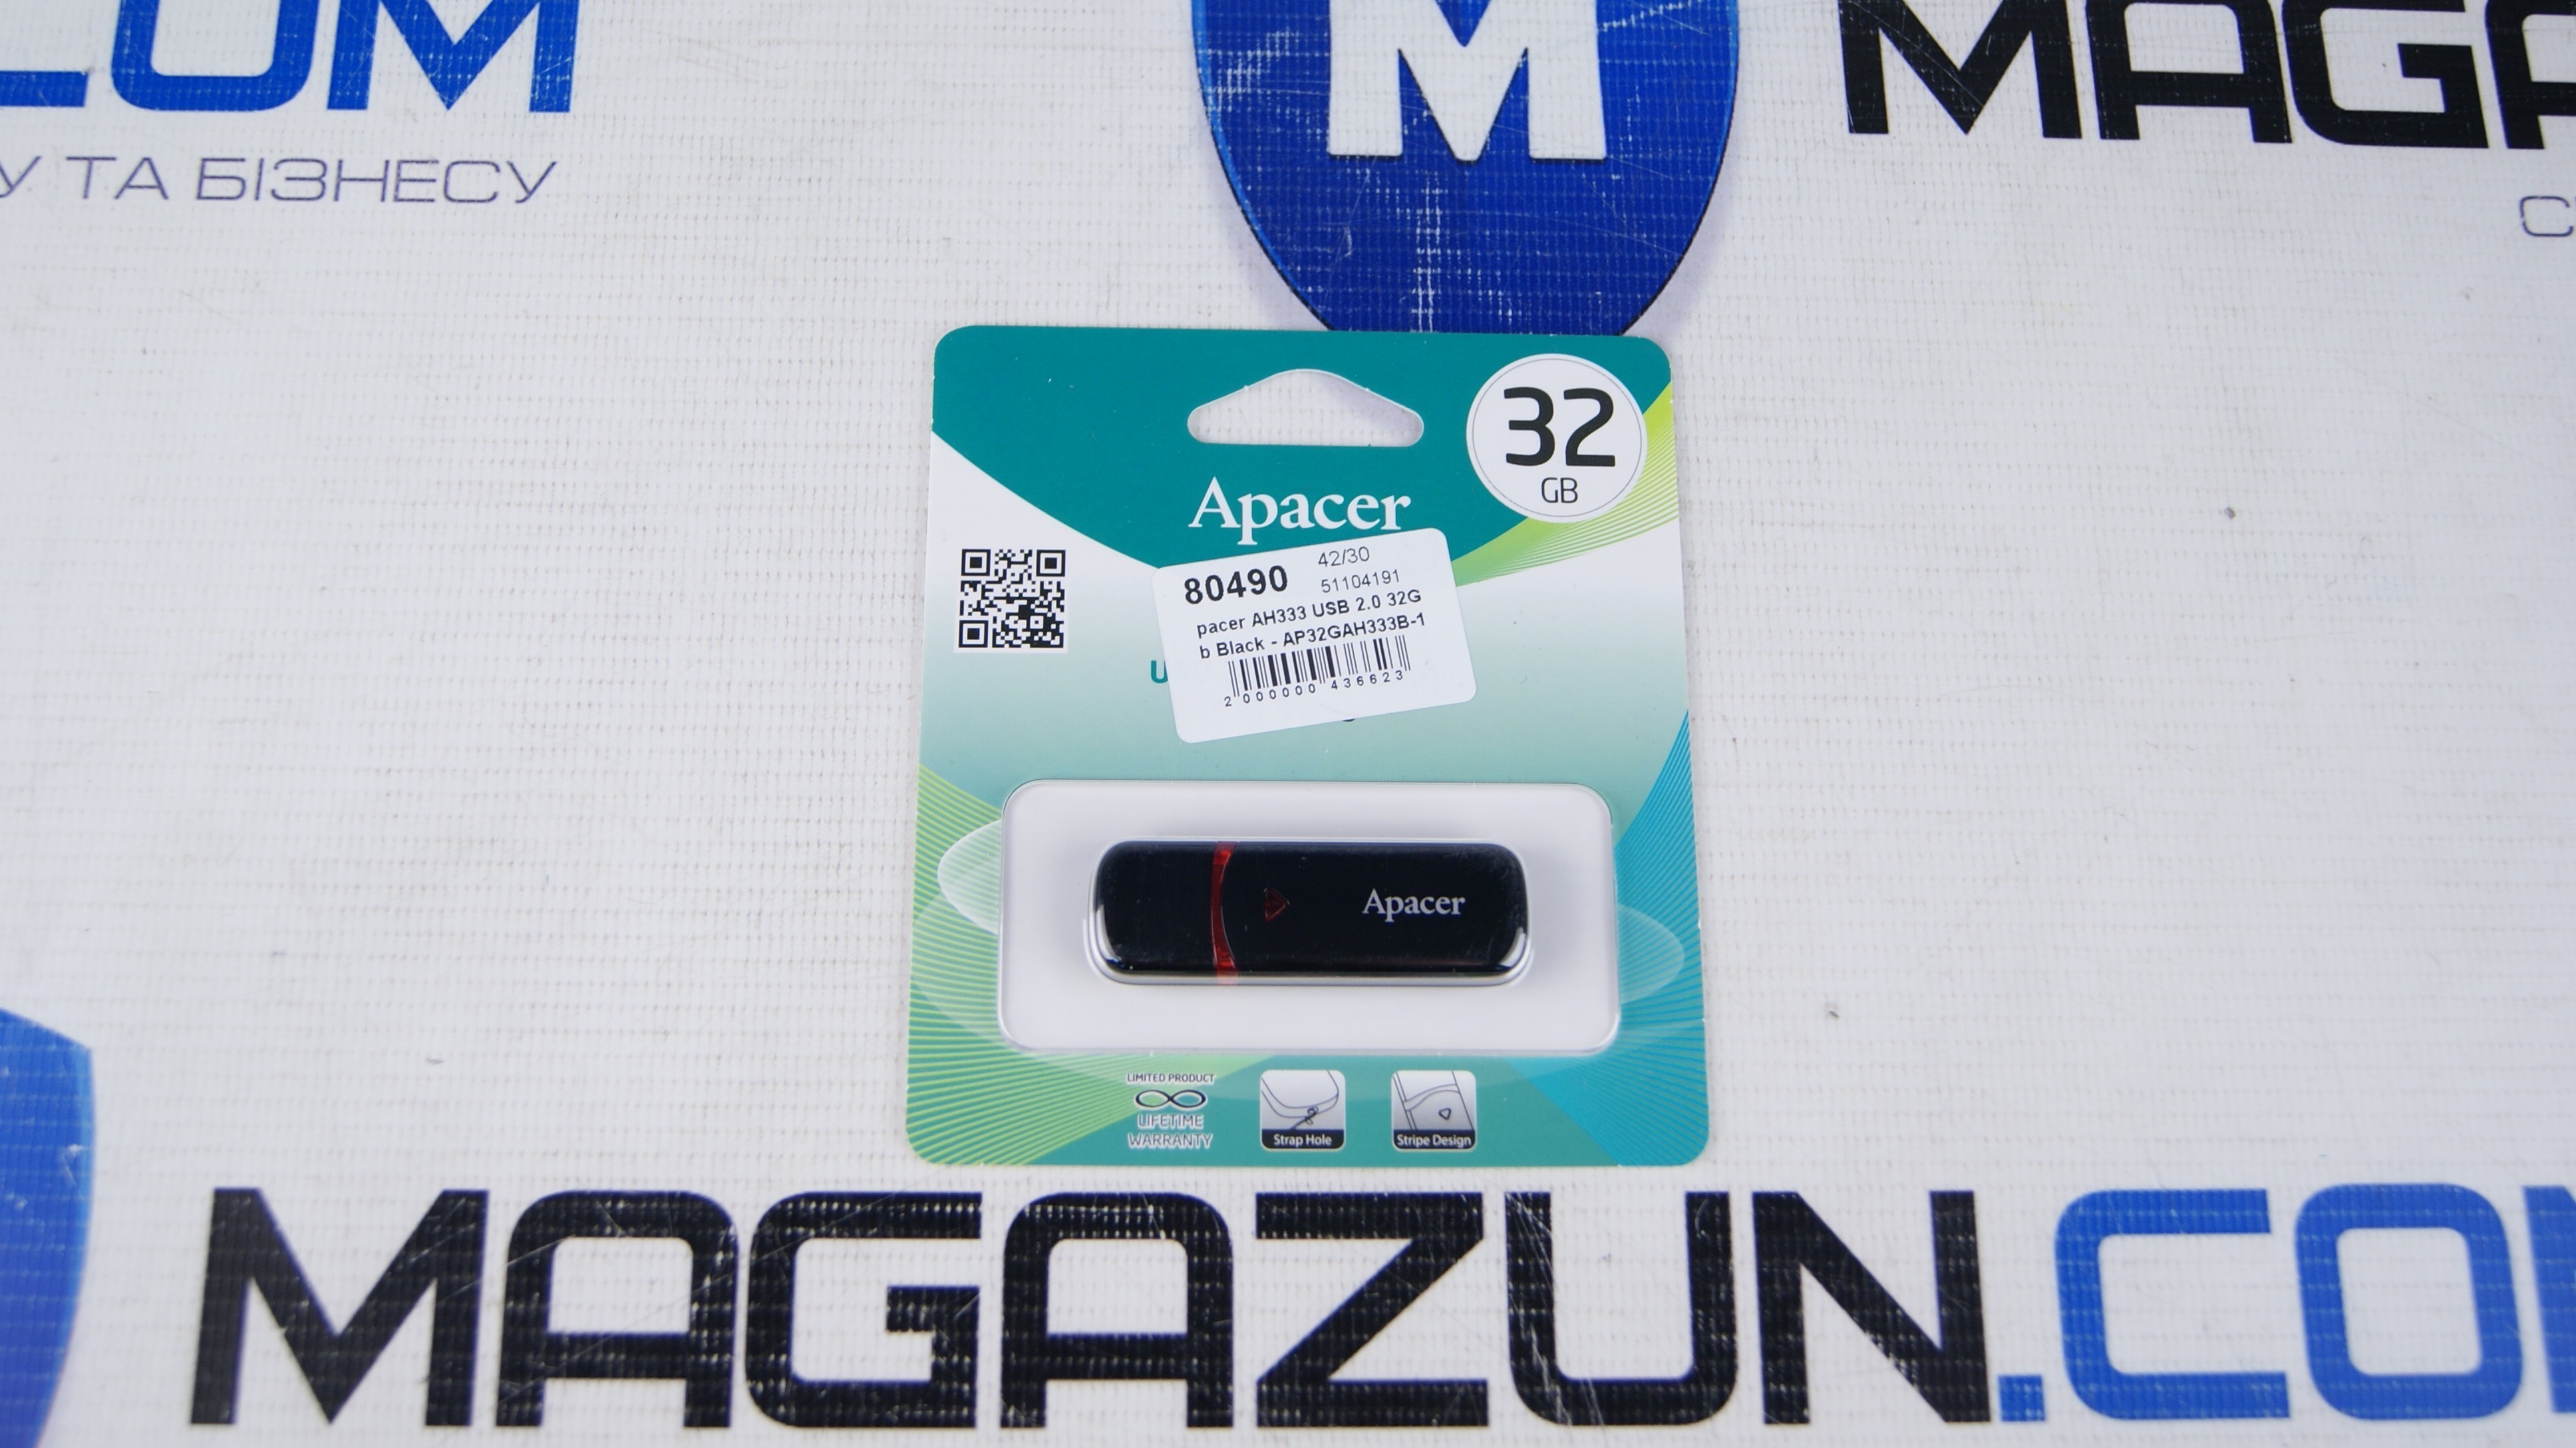 COM
У ТА БІЗНЕСУ
M
MAGA
С
32
GB
Apacer
80490
42/30
51104191
pacer AH333 USB 2.0 32G
b Black - AP32GAH333B-1
2 000000 436623
U
Apacer
LIMITED PRODUCT
LIFETIME
WARRANTY
Strap Hole
Stripe Design
MAGAZUN.CO